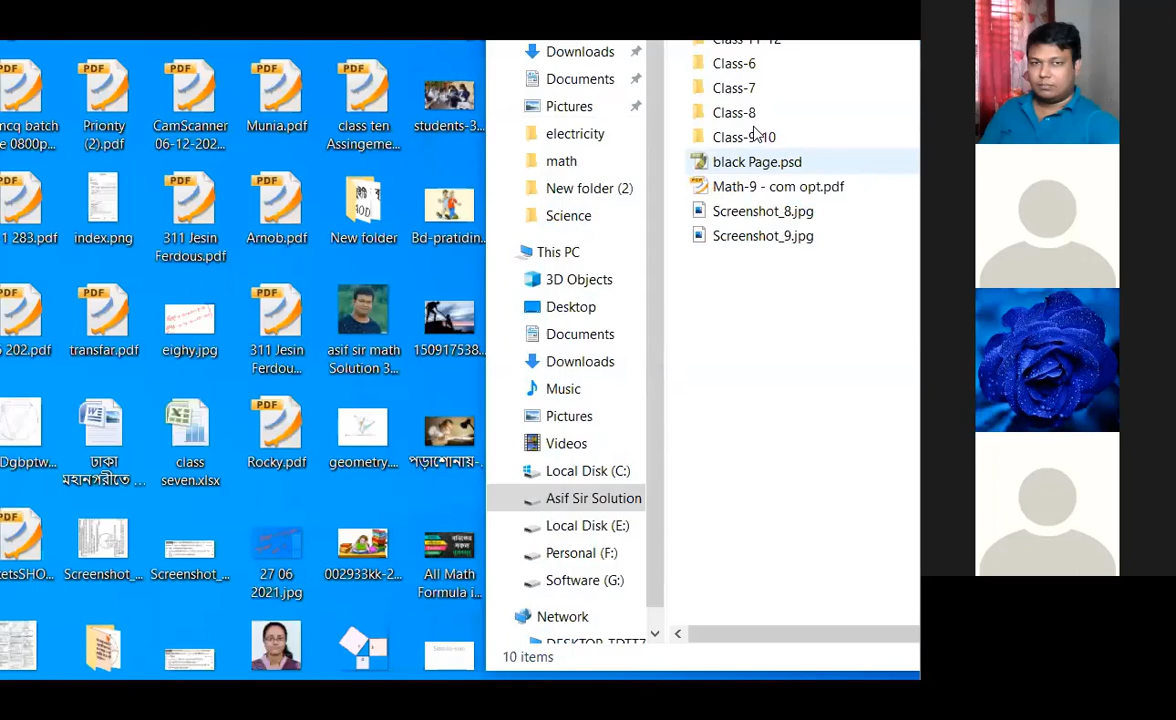 mcq batch
e 0800p...
Prionty
(2).pdf
CamScanner
06-12-202...
Munia.pdf
class ten
Assingeme...
students-3...
1 283.pdf
index.png
311 Jesin
Ferdous.pdf
Arnob.pdf
New folder
Bd-pratidin...
202.pdf
transfar.pdf
eighy.jpg
311 Jesin
Ferdou...
asif sir math
Solution 3...
150917538...
Dgbptw...
ঢাকা
মহানগরীতে ...
class
seven.xlsx
Rocky.pdf
geometry...
পড়াশোনায়-...
ketsSHO...
Screenshot_...
Screenshot_...
27 06
2021.jpg
002933kk-2...
All Math
Formula i...
Downloads
Documents
Pictures
electricity
math
New folder (2)
Science
This PC
3D Objects
Desktop
Documents
Downloads
Music
Pictures
Videos
Local Disk (C:)
Asif Sir Solution
Local Disk (E:)
Personal (F:)
Software (G:)
Network
Class-11-12
Class-6
Class-7
Class-8
Class-9-10
black Page.psd
Math-9 - com opt.pdf
Screenshot_8.jpg
Screenshot_9.jpg
10 items